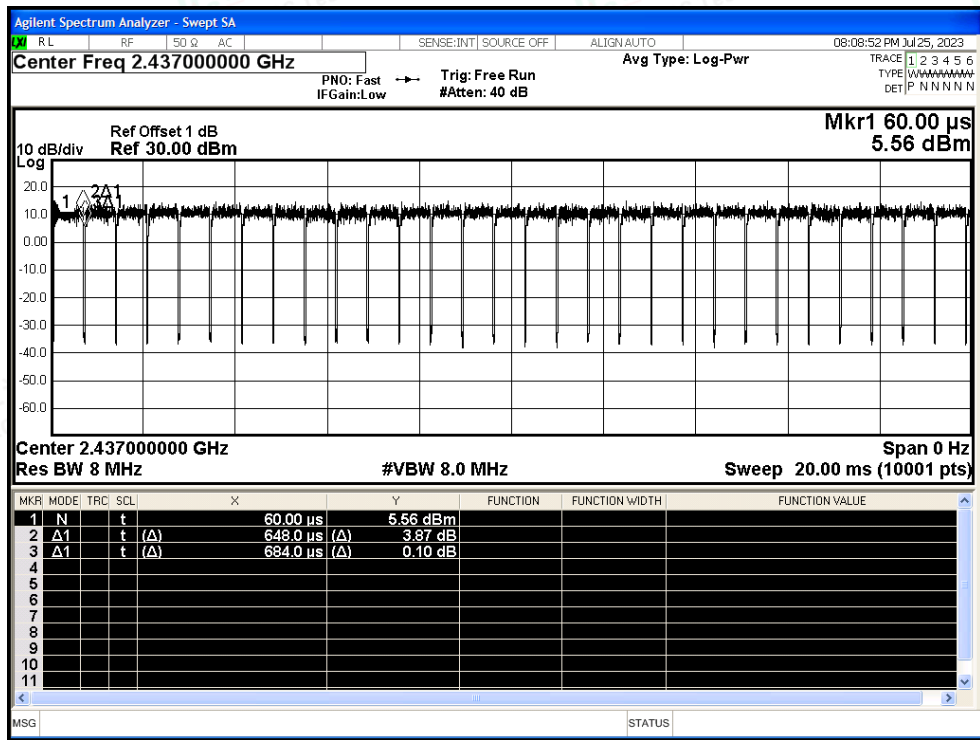 Agilent Spectrum Analyzer - Swept SA
LXI RL RF 50 Ω AC SENSE:INT SOURCE OFF ALIGN AUTO 08:08:52 PM Jul 25, 2023
Center Freq 2.437000000 GHz
Avg Type: Log-Pwr
TRACE 1 2 3 4 5 6
PNO: Fast Trig: Free Run
TYPE WWWWWW
IFGain:Low #Atten: 40 dB
DET P N N N N N
Mkr1 60.00 µs
5.56 dBm
Ref Offset 1 dB
10 dB/div Ref 30.00 dBm
Log
20.0
1 2Δ1
3Δ1
10.0
0.00
-10.0
-20.0
-30.0
-40.0
-50.0
-60.0
Center 2.437000000 GHz Span 0 Hz
Res BW 8 MHz #VBW 8.0 MHz Sweep 20.00 ms (10001 pts)
MKR MODE TRC SCL X Y FUNCTION FUNCTION WIDTH FUNCTION VALUE
1 N t 60.00 µs 5.56 dBm
2 Δ1 t (Δ) 648.0 µs (Δ) 3.87 dB
3 Δ1 t (Δ) 684.0 µs (Δ) 0.10 dB
4
5
6
7
8
9
10
11
MSG STATUS